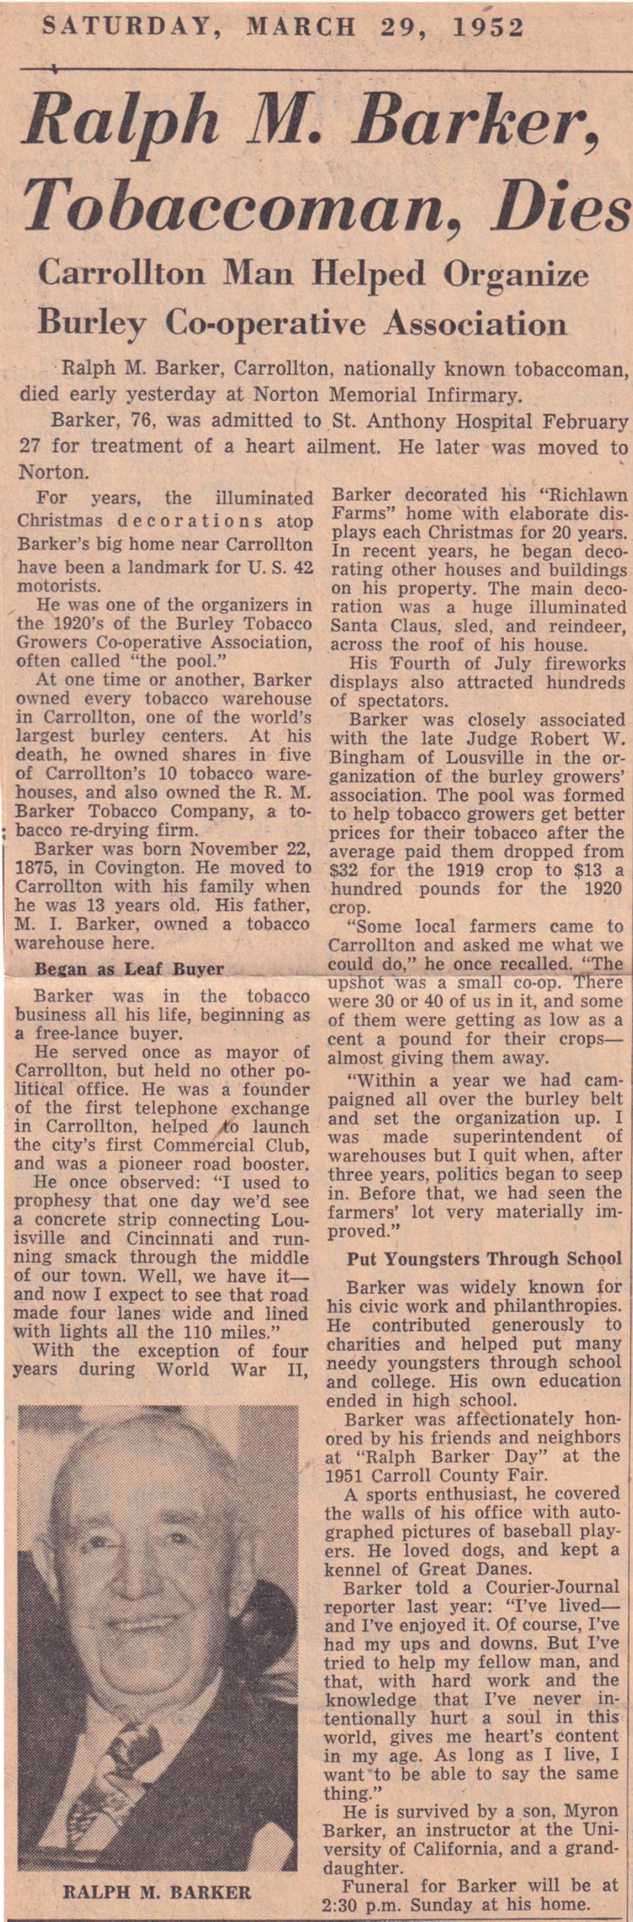 SATURDAY, MARCH 29, 1952
Ralph M. Barker,
Tobaccoman, Dies
Carrollton Man Helped Organize
Burley Co-operative Association
Ralph M. Barker, Carrollton, nationally known tobaccoman,
died early yesterday at Norton Memorial Infirmary.
Barker, 76, was admitted to St. Anthony Hospital February
27 for treatment of a heart ailment. He later was moved to
Norton.
For years, the illuminated
Christmas decorations atop
Barker's big home near Carrollton
have been a landmark for U. S. 42
motorists.
He was one of the organizers in
the 1920's of the Burley Tobacco
Growers Co-operative Association,
often called "the pool."
At one time or another, Barker
owned every tobacco warehouse
in Carrollton, one of the world's
largest burley centers. At his
death, he owned shares in five
of Carrollton's 10 tobacco ware-
houses, and also owned the R. M.
Barker Tobacco Company, a to-
bacco re-drying firm.
Barker was born November 22,
1875, in Covington. He moved to
Carrollton with his family when
he was 13 years old. His father,
M. I. Barker, owned a tobacco
warehouse here.
Began as Leaf Buyer
Barker was in the tobacco
business all his life, beginning as
a free-lance buyer.
He served once as mayor of
Carrollton, but held no other po-
litical office. He was a founder
of the first telephone exchange
in Carrollton, helped to launch
the city's first Commercial Club,
and was a pioneer road booster.
He once observed: "I used to
prophesy that one day we'd see
a concrete strip connecting Lou-
isville and Cincinnati and run-
ning smack through the middle
of our town. Well, we have it—
and now I expect to see that road
made four lanes wide and lined
with lights all the 110 miles."
With the exception of four
years during World War II,
RALPH M. BARKER
Barker decorated his "Richlawn
Farms" home with elaborate dis-
plays each Christmas for 20 years.
In recent years, he began deco-
rating other houses and buildings
on his property. The main deco-
ration was a huge illuminated
Santa Claus, sled, and reindeer,
across the roof of his house.
His Fourth of July fireworks
displays also attracted hundreds
of spectators.
Barker was closely associated
with the late Judge Robert W.
Bingham of Lousville in the or-
ganization of the burley growers'
association. The pool was formed
to help tobacco growers get better
prices for their tobacco after the
average paid them dropped from
$32 for the 1919 crop to $13 a
hundred pounds for the 1920
crop.
"Some local farmers came to
Carrollton and asked me what we
could do," he once recalled. "The
upshot was a small co-op. There
were 30 or 40 of us in it, and some
of them were getting as low as a
cent a pound for their crops—
almost giving them away.
"Within a year we had cam-
paigned all over the burley belt
and set the organization up. I
was made superintendent of
warehouses but I quit when, after
three years, politics began to seep
in. Before that, we had seen the
farmers' lot very materially im-
proved."
Put Youngsters Through School
Barker was widely known for
his civic work and philanthropies.
He contributed generously to
charities and helped put many
needy youngsters through school
and college. His own education
ended in high school.
Barker was affectionately hon-
ored by his friends and neighbors
at "Ralph Barker Day" at the
1951 Carroll County Fair.
A sports enthusiast, he covered
the walls of his office with auto-
graphed pictures of baseball play-
ers. He loved dogs, and kept a
kennel of Great Danes.
Barker told a Courier-Journal
reporter last year: "I've lived—
and I've enjoyed it. Of course, I've
had my ups and downs. But I've
tried to help my fellow man, and
that, with hard work and the
knowledge that I've never in-
tentionally hurt a soul in this
world, gives me heart's content
in my age. As long as I live, I
want to be able to say the same
thing."
He is survived by a son, Myron
Barker, an instructor at the Uni-
versity of California, and a grand-
daughter.
Funeral for Barker will be at
2:30 p.m. Sunday at his home.